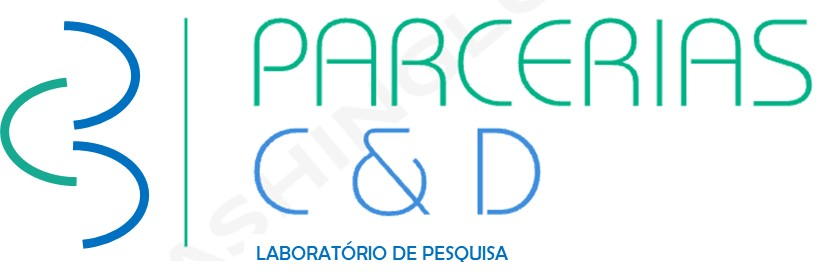 PARCERIAS
C & D
LABORATÓRIO DE PESQUISA